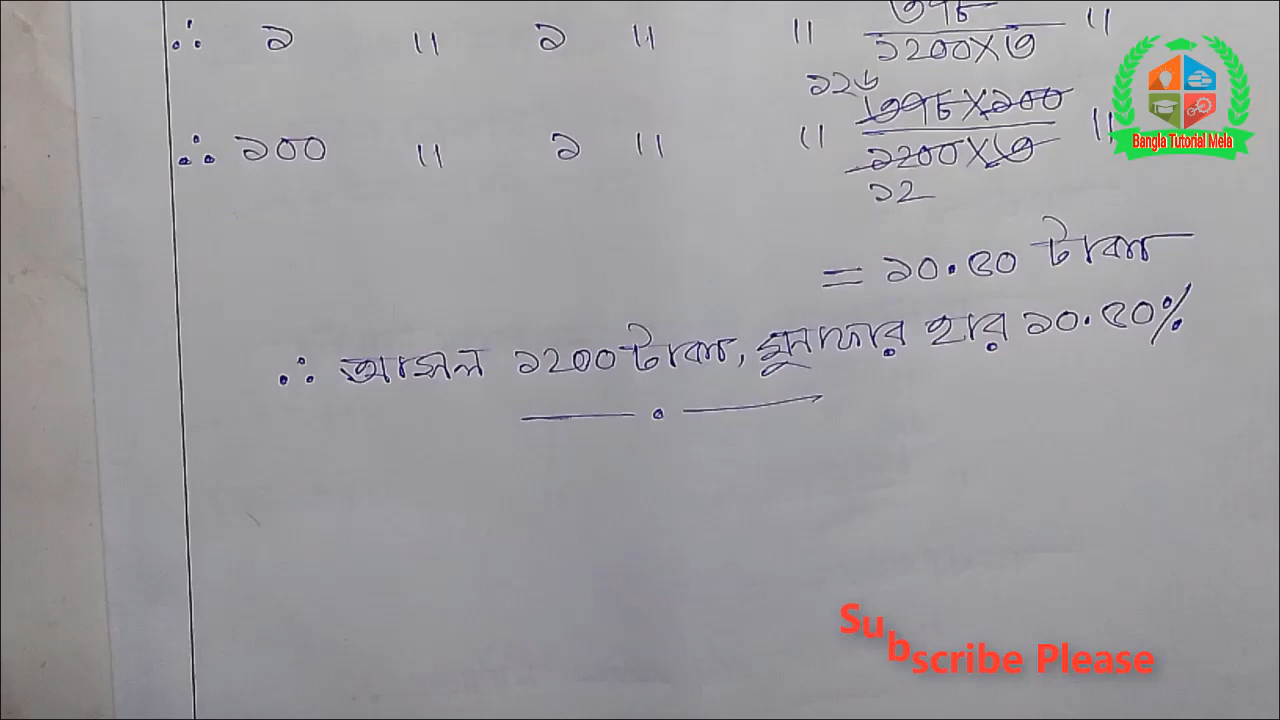 ∴ ১ " ১ " " ৩৭৮/১২০০×৩ "
১২৬
∴ ১০০ " ১ " " ৩৭৮×১০০/১২০০×৩ "
১২
= ১০.৫০ টাকা
∴ আসল ১২০০ টাকা, মুনাফার হার ১০.৫০%
Bangla Tutorial Mela
Subscribe Please